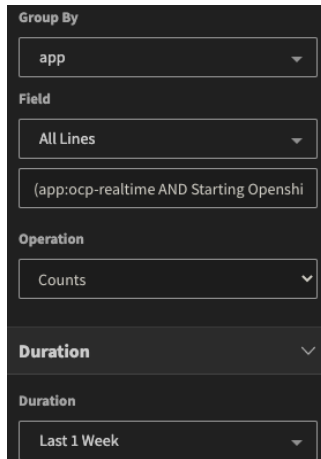 Group By
app
Field
All Lines
(app:ocp-realtime AND Starting Openshi
Operation
Counts
Duration
Duration
Last 1 Week